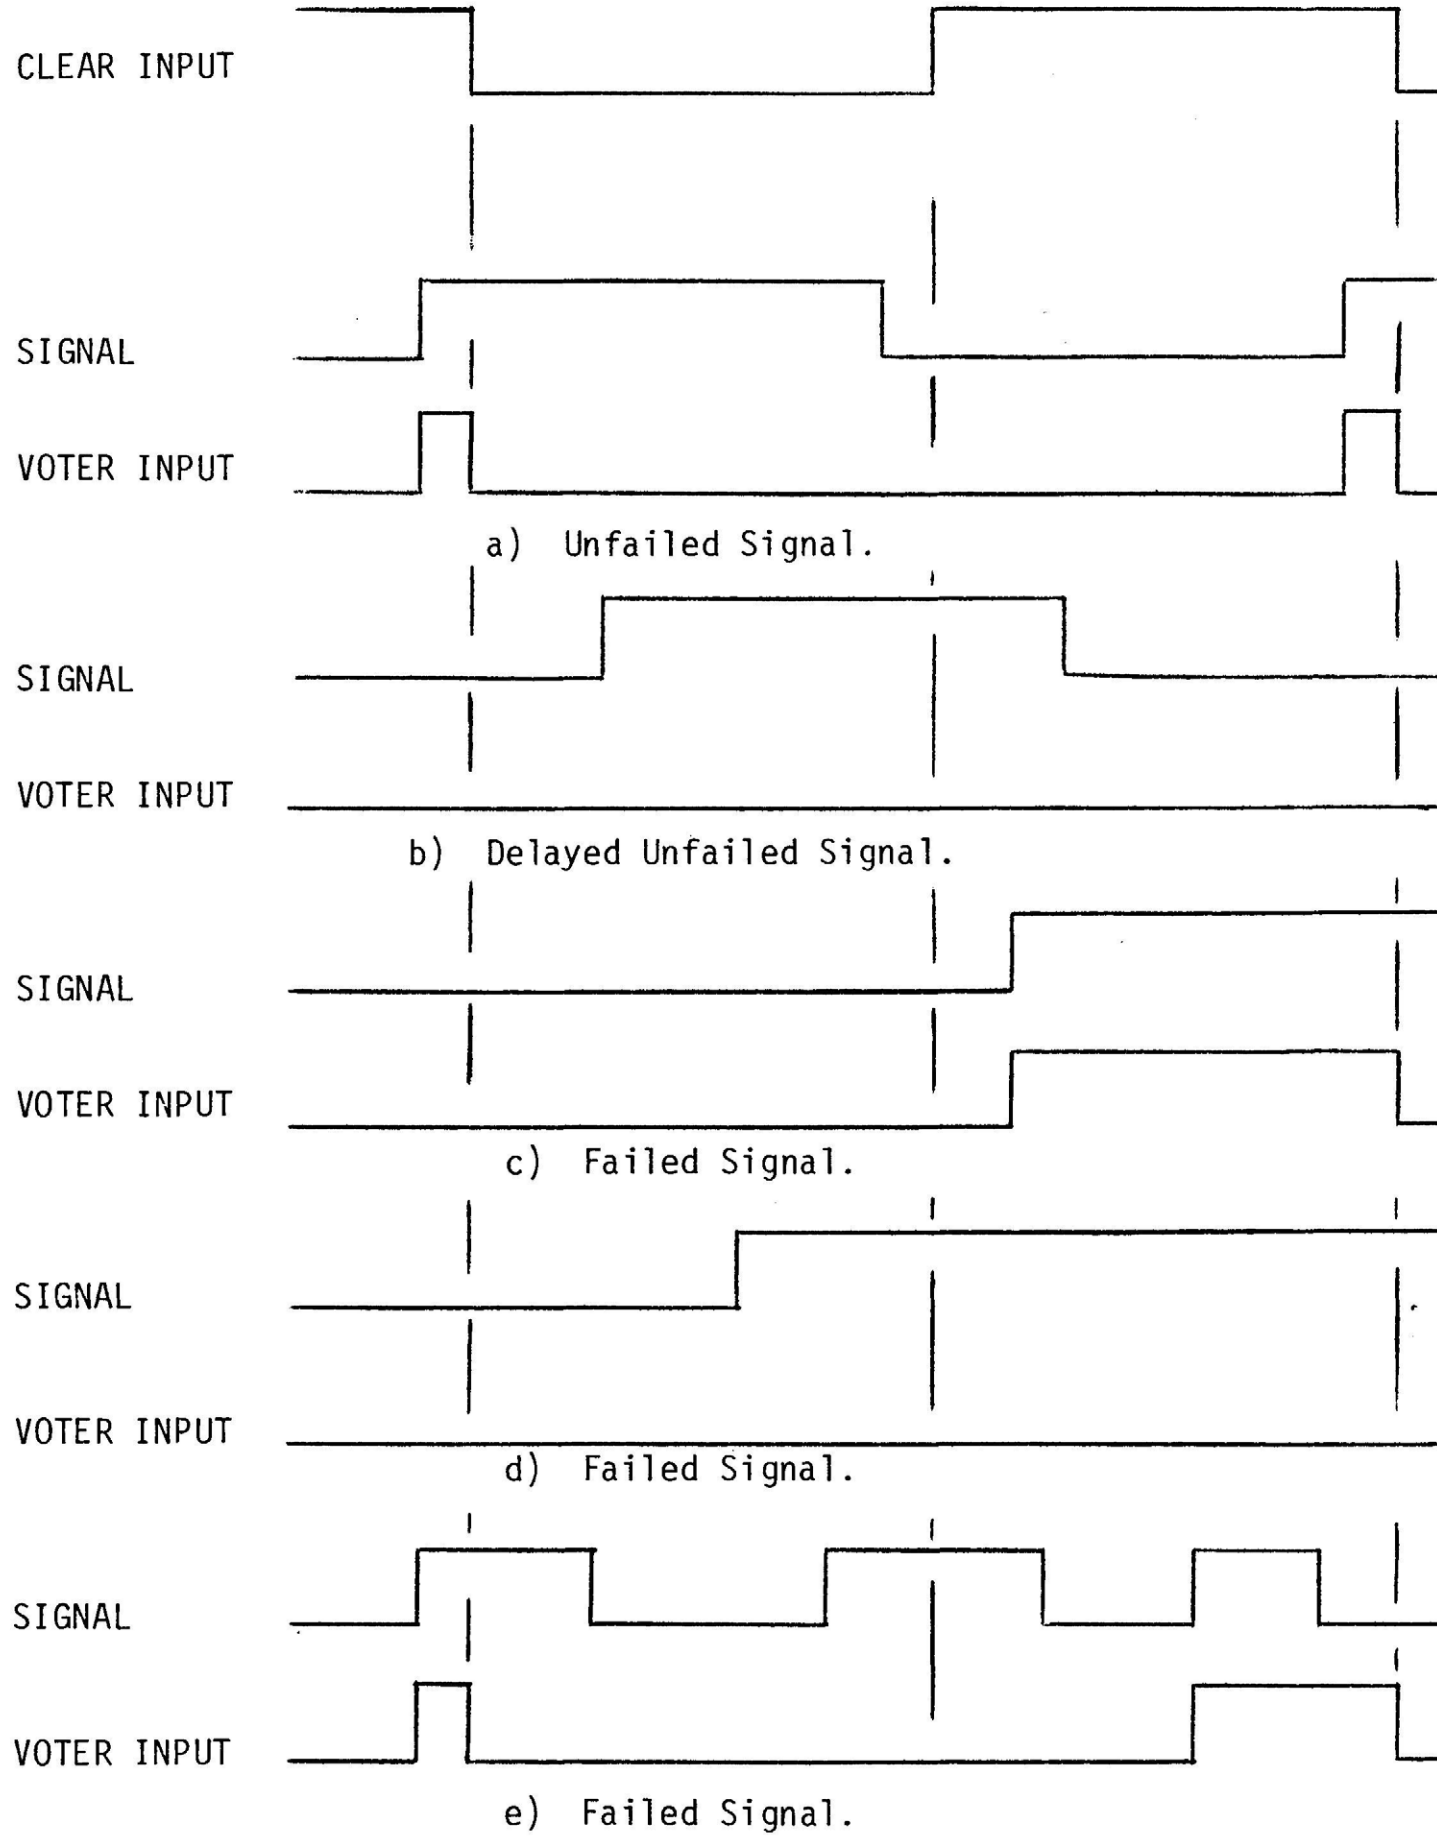 CLEAR INPUT
SIGNAL
VOTER INPUT
a) Unfailed Signal.
SIGNAL
VOTER INPUT
b) Delayed Unfailed Signal.
SIGNAL
VOTER INPUT
c) Failed Signal.
SIGNAL
VOTER INPUT
d) Failed Signal.
SIGNAL
VOTER INPUT
e) Failed Signal.